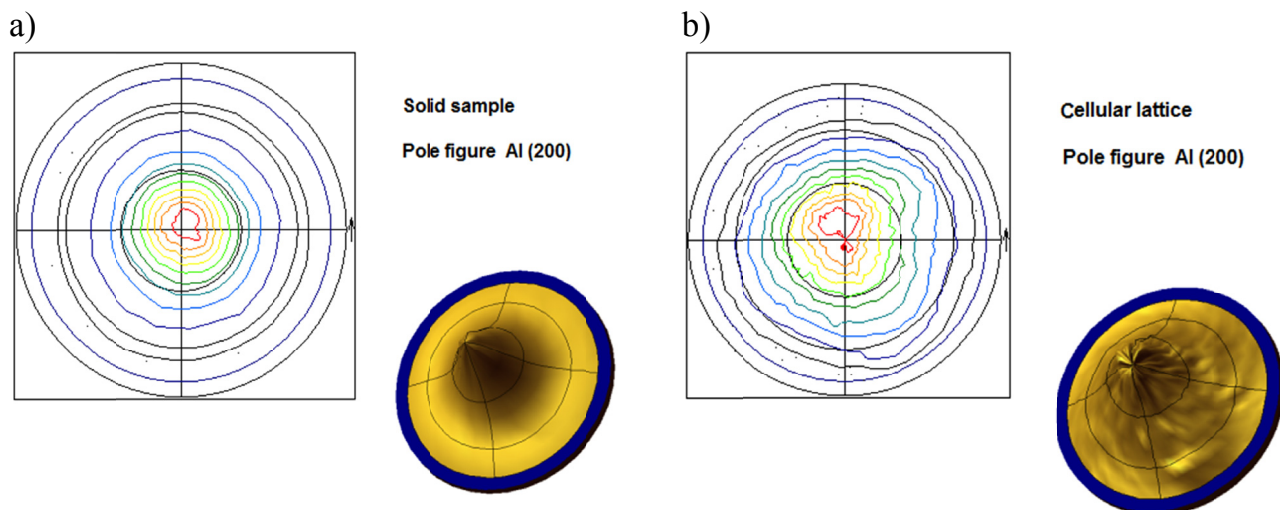 a)
Solid sample
Pole figure Al (200)
b)
Cellular lattice
Pole figure Al (200)